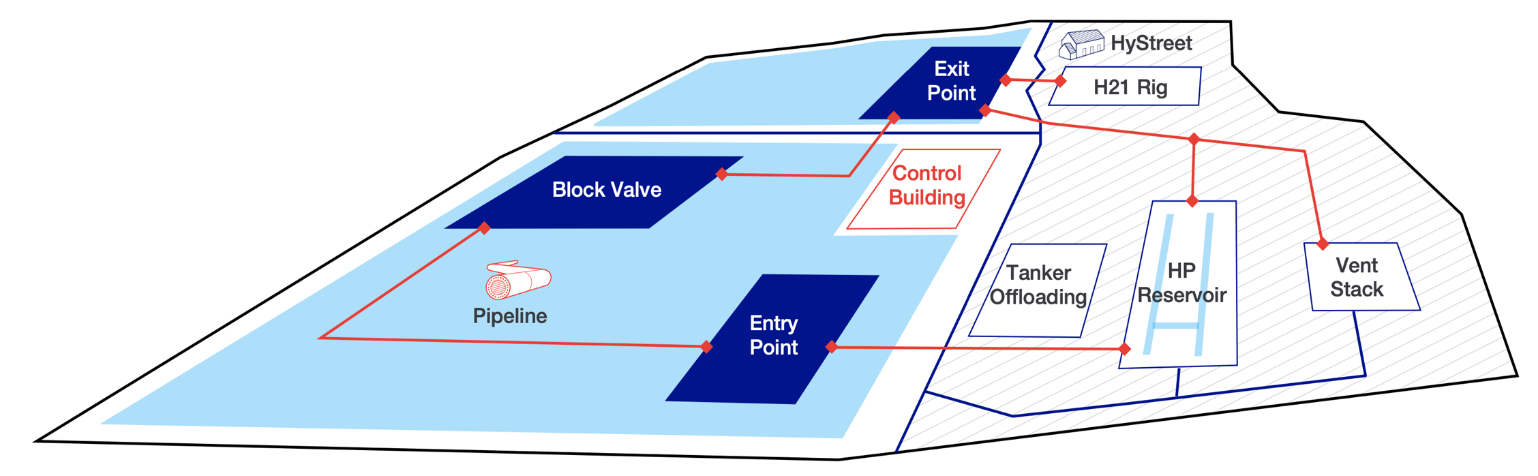 HyStreet
Exit
Point
H21 Rig
Block Valve
Control
Building
Tanker
Offloading
HP
Reservoir
Vent
Stack
Pipeline
Entry
Point